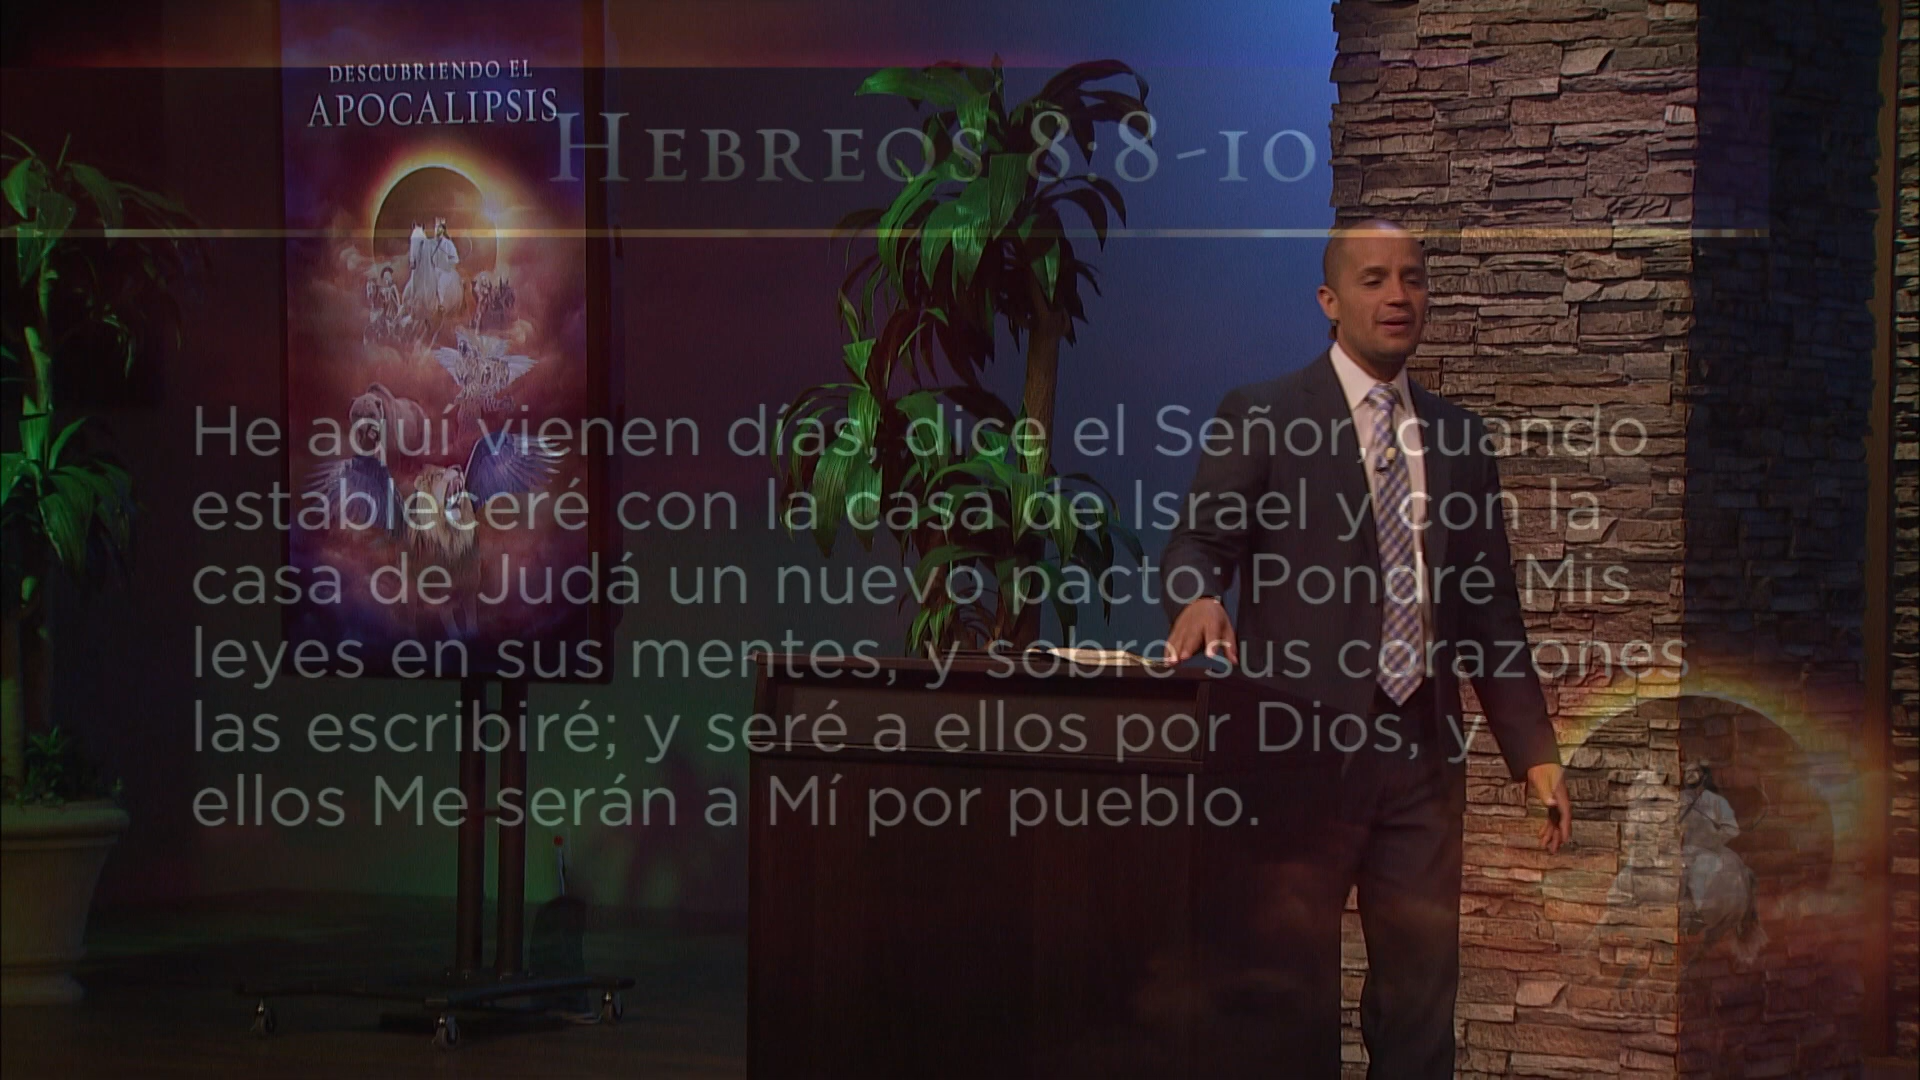 DESCUBRIENDO EL
APOCALIPSIS
HEBREOS 8:8-10
He aquí vienen días, dice el Señor, cuando
estableceré con la casa de Israel y con la
casa de Judá un nuevo pacto; Pondré Mis
leyes en sus mentes, y sobre sus corazones
las escribiré; y seré a ellos por Dios, y
ellos Me serán a Mí por pueblo.